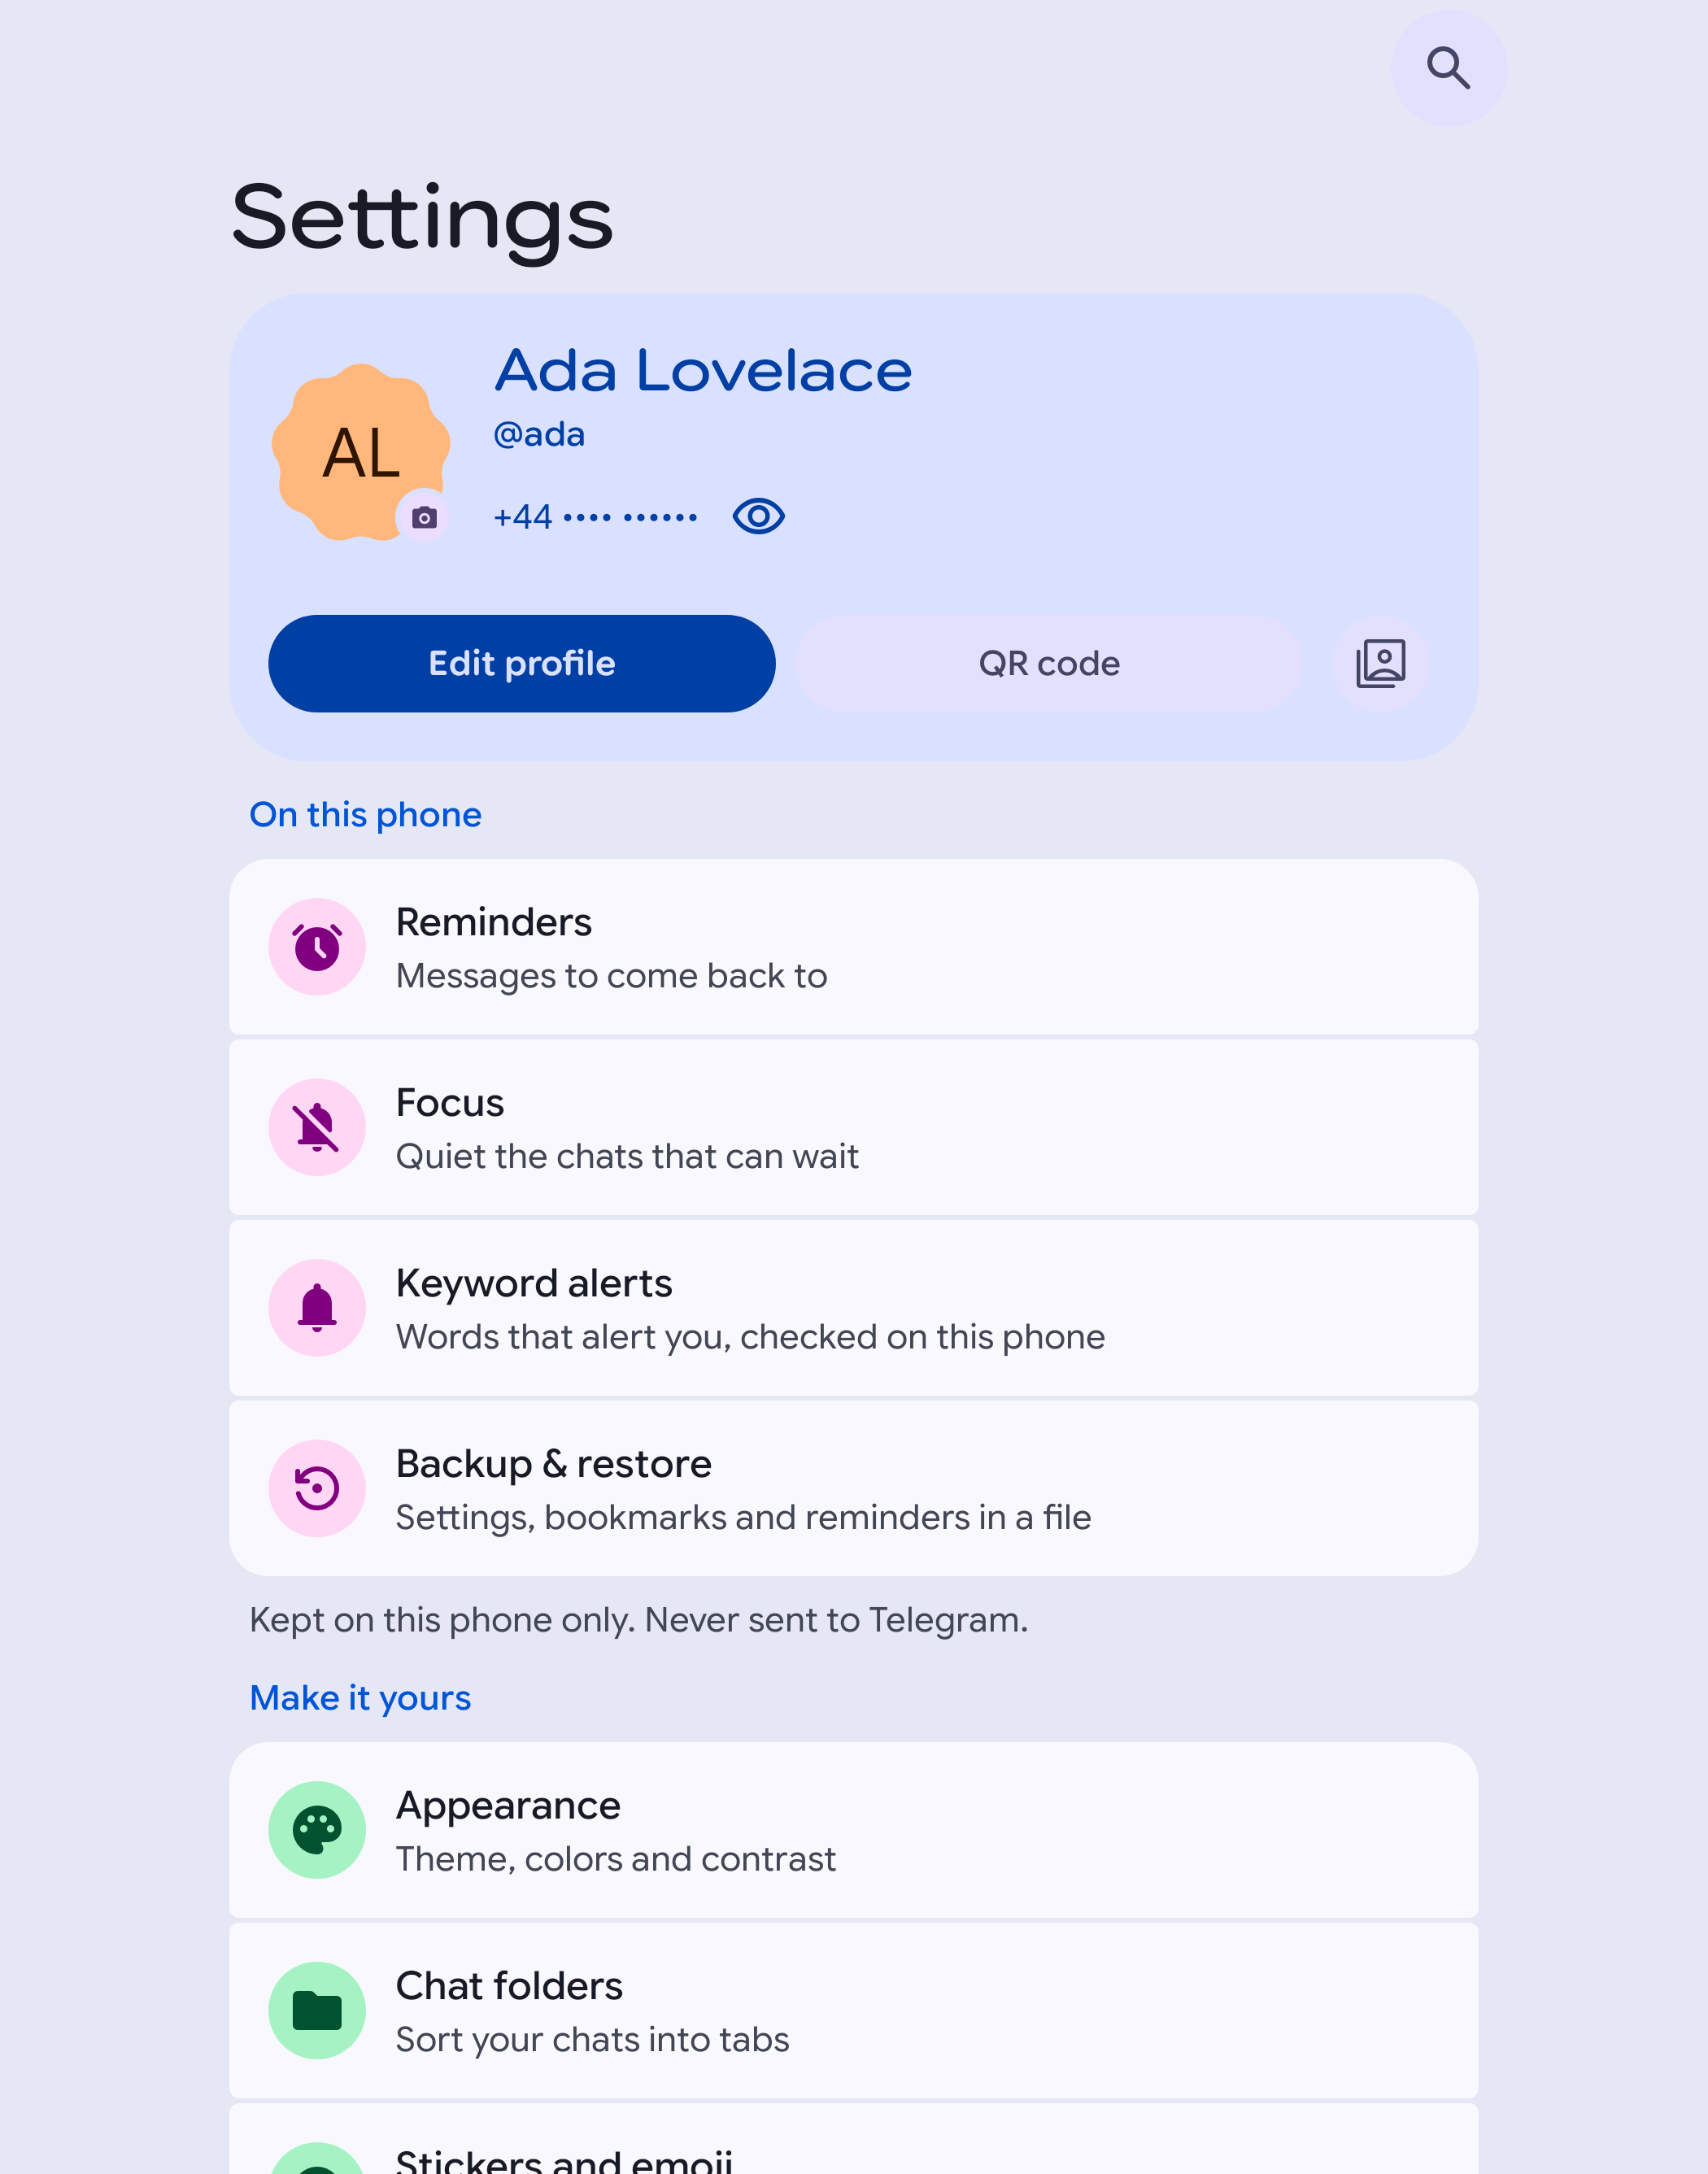 Settings
Ada Lovelace
@ada
AL
+44 •••• ••••••
Edit profile
QR code
On this phone
Reminders
Messages to come back to
Focus
Quiet the chats that can wait
Keyword alerts
Words that alert you, checked on this phone
Backup & restore
Settings, bookmarks and reminders in a file
Kept on this phone only. Never sent to Telegram.
Make it yours
Appearance
Theme, colors and contrast
Chat folders
Sort your chats into tabs
Stickers and emoji